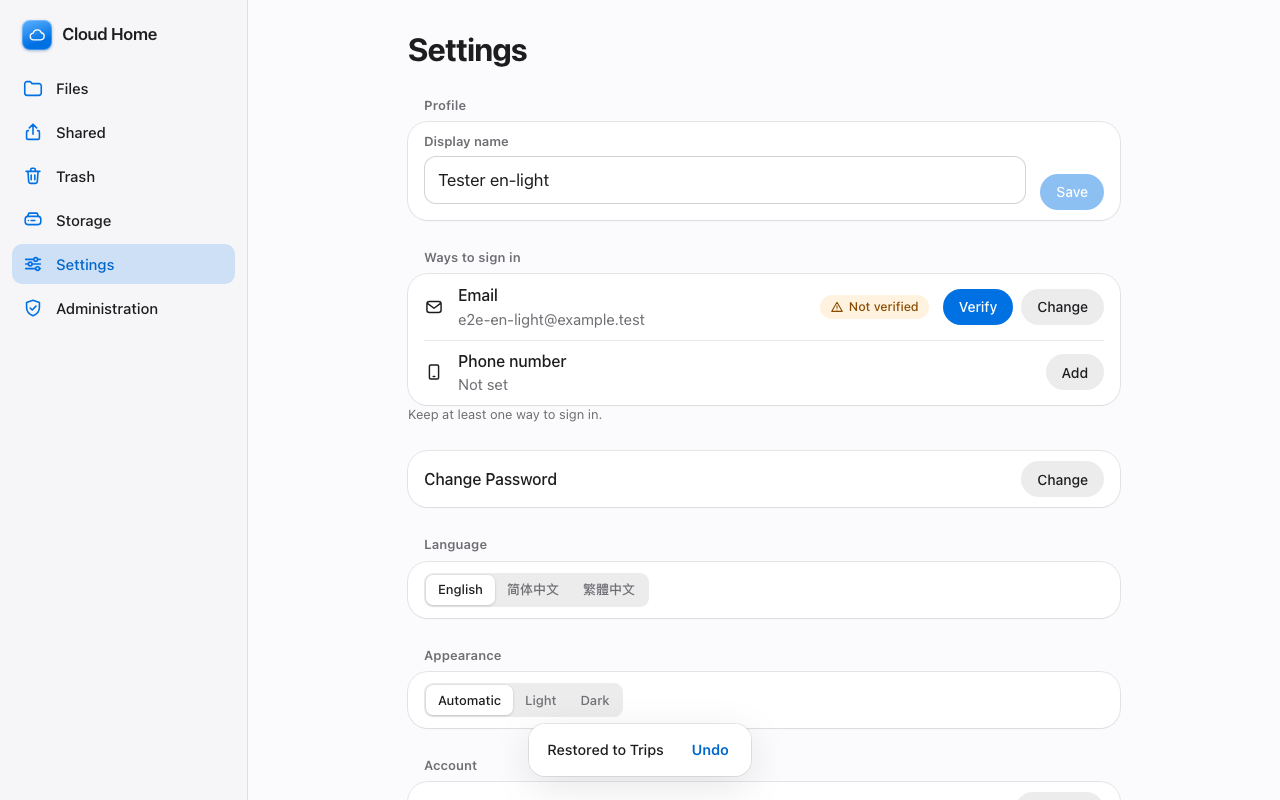 Cloud Home
Files
Shared
Trash
Storage
Settings
Administration
Settings
Profile
Display name
Tester en-light
Save
Ways to sign in
Email
e2e-en-light@example.test
Not verified
Verify
Change
Phone number
Not set
Add
Keep at least one way to sign in.
Change Password
Change
Language
English
简体中文
繁體中文
Appearance
Automatic
Light
Dark
Restored to Trips
Undo
Account